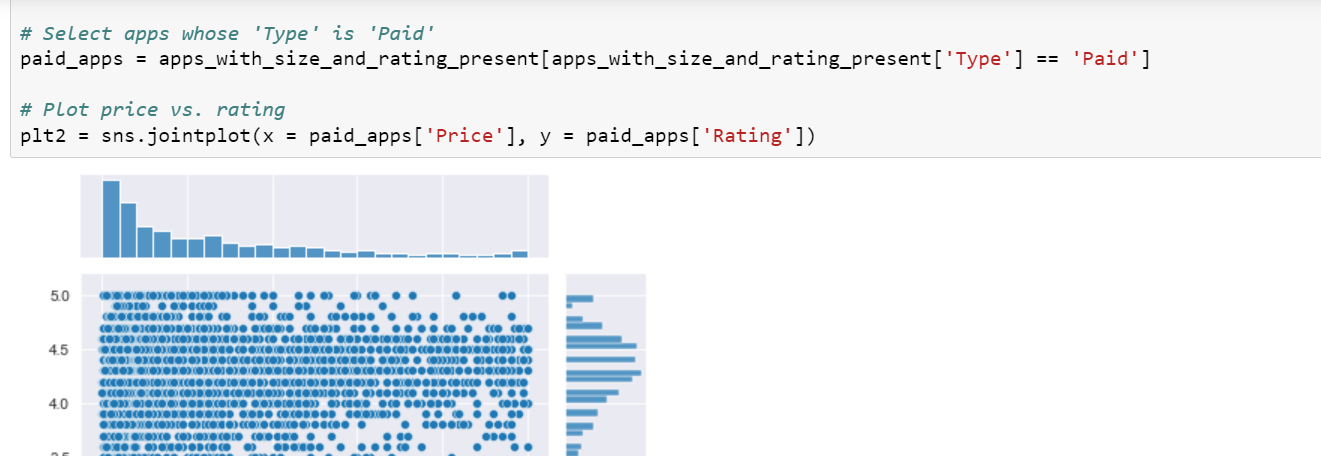 # Select apps whose 'Type' is 'Paid'
paid_apps = apps_with_size_and_rating_present[apps_with_size_and_rating_present['Type'] == 'Paid']
# Plot price vs. rating
plt2 = sns.jointplot(x = paid_apps['Price'], y = paid_apps['Rating'])
5.0
4.5
4.0